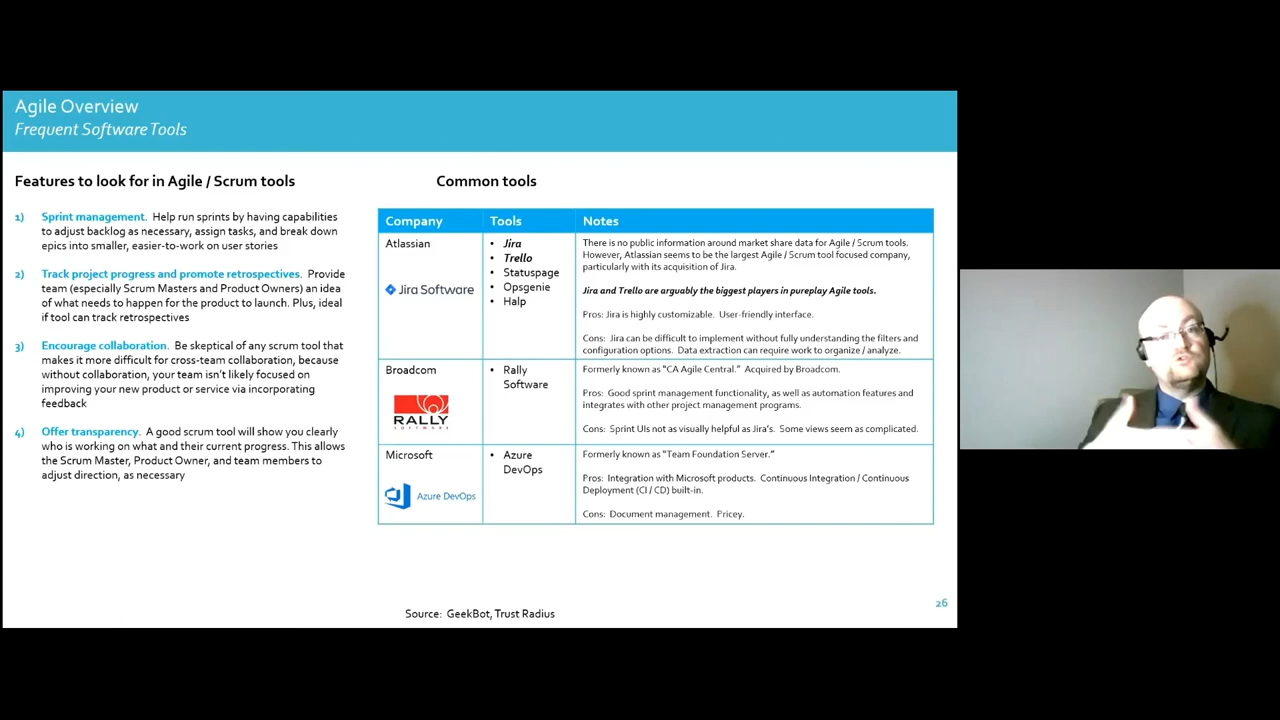 Agile Overview
Frequent Software Tools
Features to look for in Agile / Scrum tools
1) Sprint management. Help run sprints by having capabilities
to adjust backlog as necessary, assign tasks, and break down
epics into smaller, easier-to-work on user stories
2) Track project progress and promote retrospectives. Provide
team (especially Scrum Masters and Product Owners) an idea
of what needs to happen for the product to launch. Plus, ideal
if tool can track retrospectives
3) Encourage collaboration. Be skeptical of any scrum tool that
makes it more difficult for cross-team collaboration, because
without collaboration, your team isn't likely focused on
improving your new product or service via incorporating
feedback
4) Offer transparency. A good scrum tool will show you clearly
who is working on what and their current progress. This allows
the Scrum Master, Product Owner, and team members to
adjust direction, as necessary
Common tools
Company Tools Notes
Atlassian
Jira Software
• Jira
• Trello
• Statuspage
• Opsgenie
• Halp
There is no public information around market share data for Agile / Scrum tools.
However, Atlassian seems to be the largest Agile / Scrum tool focused company,
particularly with its acquisition of Jira.
Jira and Trello are arguably the biggest players in pureplay Agile tools.
Pros: Jira is highly customizable. User-friendly interface.
Cons: Jira can be difficult to implement without fully understanding the filters and
configuration options. Data extraction can require work to organize / analyze.
Broadcom
RALLY
SOFTWARE
• Rally
Software
Formerly known as "CA Agile Central." Acquired by Broadcom.
Pros: Good sprint management functionality, as well as automation features and
integrates with other project management programs.
Cons: Sprint UIs not as visually helpful as Jira's. Some views seem as complicated.
Microsoft
Azure DevOps
• Azure
DevOps
Formerly known as "Team Foundation Server."
Pros: Integration with Microsoft products. Continuous Integration / Continuous
Deployment (CI / CD) built-in.
Cons: Document management. Pricey.
Source: GeekBot, Trust Radius
26